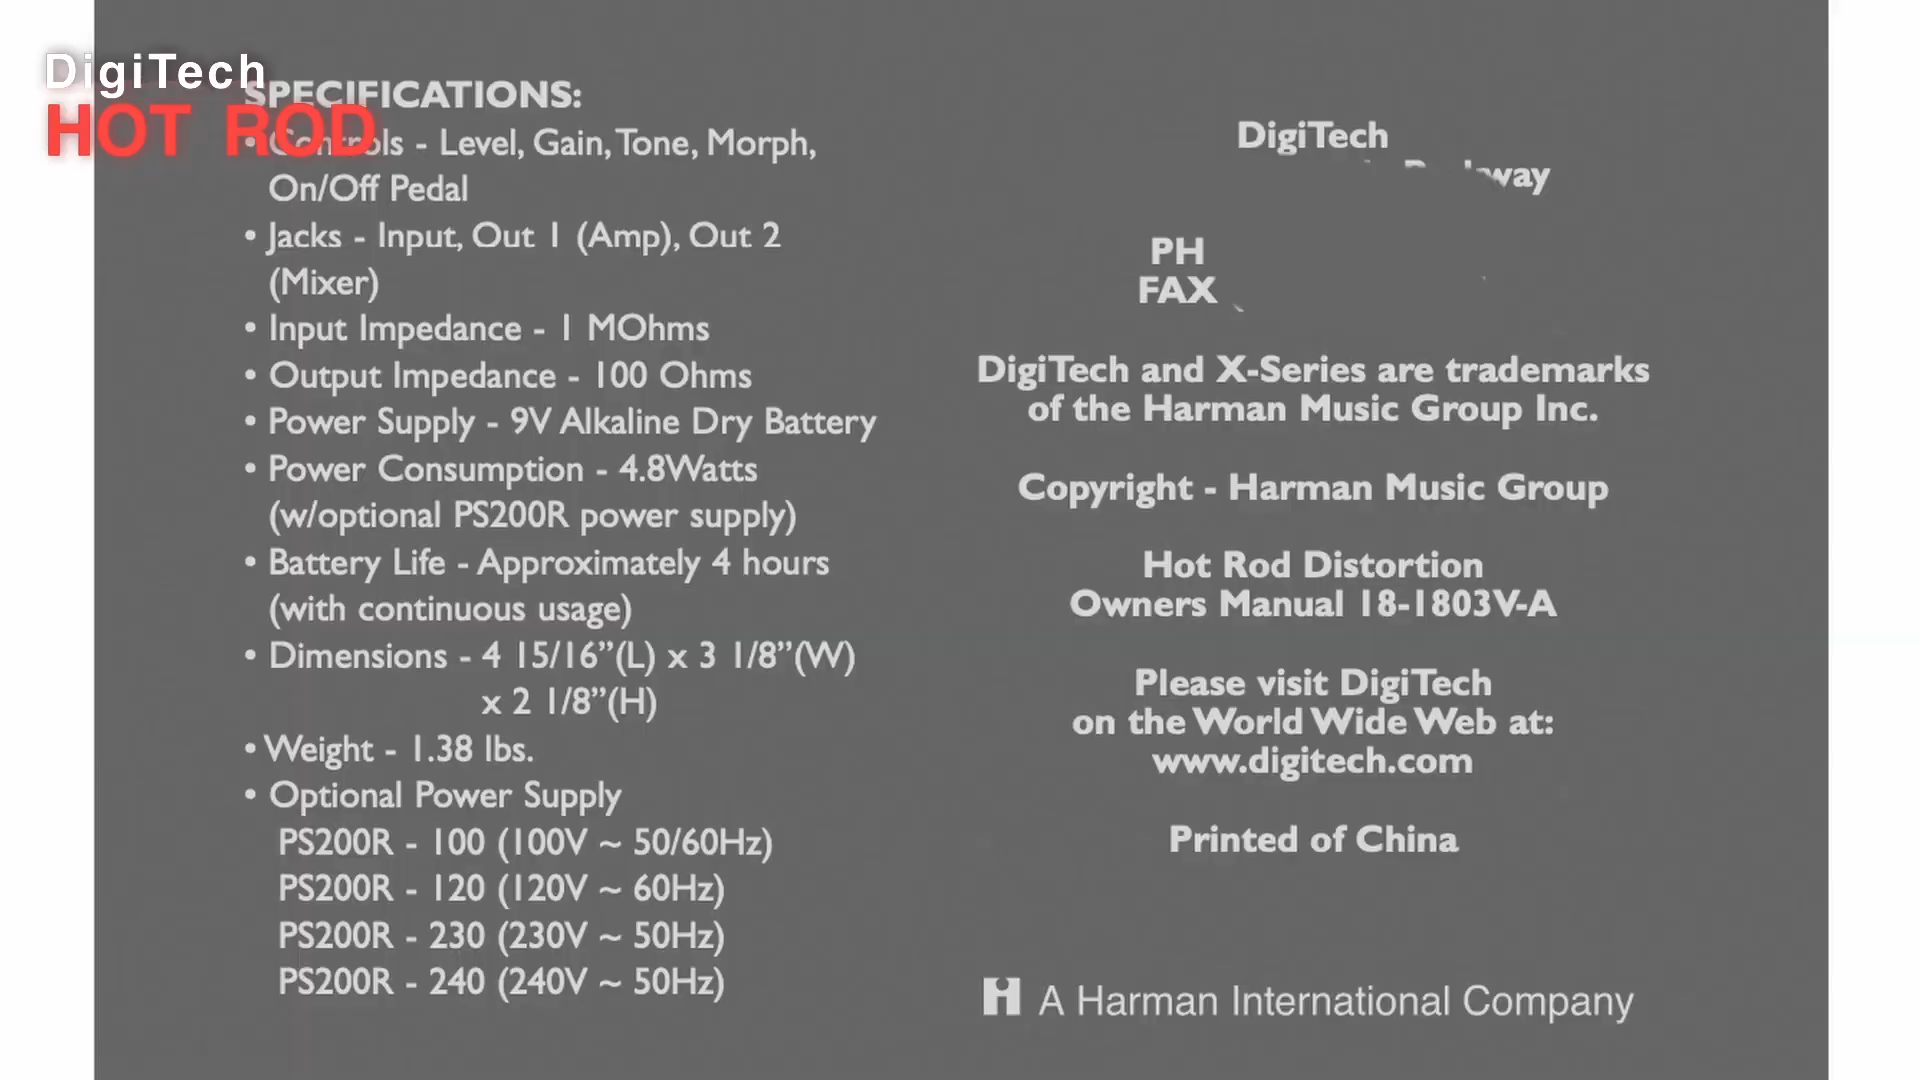 DigiTech
HOT ROD
SPECIFICATIONS:
• Controls - Level, Gain, Tone, Morph,
On/Off Pedal
• Jacks - Input, Out 1 (Amp), Out 2
(Mixer)
• Input Impedance - 1 MOhms
• Output Impedance - 100 Ohms
• Power Supply - 9V Alkaline Dry Battery
• Power Consumption - 4.8Watts
(w/optional PS200R power supply)
• Battery Life - Approximately 4 hours
(with continuous usage)
• Dimensions - 4 15/16”(L) x 3 1/8”(W)
x 2 1/8”(H)
• Weight - 1.38 lbs.
• Optional Power Supply
PS200R - 100 (100V ~ 50/60Hz)
PS200R - 120 (120V ~ 60Hz)
PS200R - 230 (230V ~ 50Hz)
PS200R - 240 (240V ~ 50Hz)
DigiTech
PH
FAX
DigiTech and X-Series are trademarks
of the Harman Music Group Inc.
Copyright - Harman Music Group
Hot Rod Distortion
Owners Manual 18-1803V-A
Please visit DigiTech
on the World Wide Web at:
www.digitech.com
Printed of China
A Harman International Company